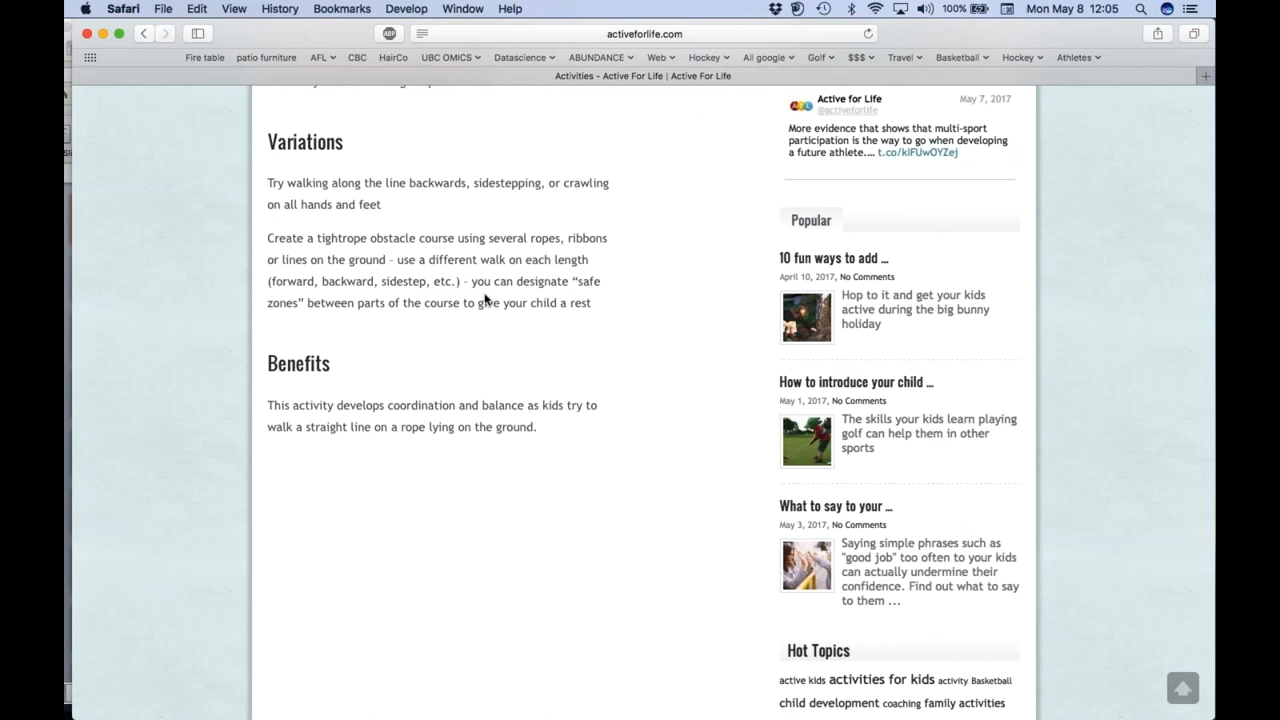 Safari File Edit View History Bookmarks Develop Window Help 100% Mon May 8 12:05
ABP activeforlife.com
Fire table patio furniture AFL CBC HairCo UBC OMICS Datascience ABUNDANCE Web Hockey All google Golf $$$ Travel Basketball Hockey Athletes
Activities - Active For Life | Active For Life
Variations
Try walking along the line backwards, sidestepping, or crawling
on all hands and feet
Create a tightrope obstacle course using several ropes, ribbons
or lines on the ground – use a different walk on each length
(forward, backward, sidestep, etc.) – you can designate “safe
zones” between parts of the course to give your child a rest
Benefits
This activity develops coordination and balance as kids try to
walk a straight line on a rope lying on the ground.
Active for Life May 7, 2017
@activeforlife
More evidence that shows that multi-sport
participation is the way to go when developing
a future athlete.... t.co/kIFUwOYZej
Popular
10 fun ways to add ...
April 10, 2017, No Comments
Hop to it and get your kids
active during the big bunny
holiday
How to introduce your child ...
May 1, 2017, No Comments
The skills your kids learn playing
golf can help them in other
sports
What to say to your ...
May 3, 2017, No Comments
Saying simple phrases such as
"good job" too often to your kids
can actually undermine their
confidence. Find out what to say
to them ...
Hot Topics
active kids activities for kids activity Basketball
child development coaching family activities